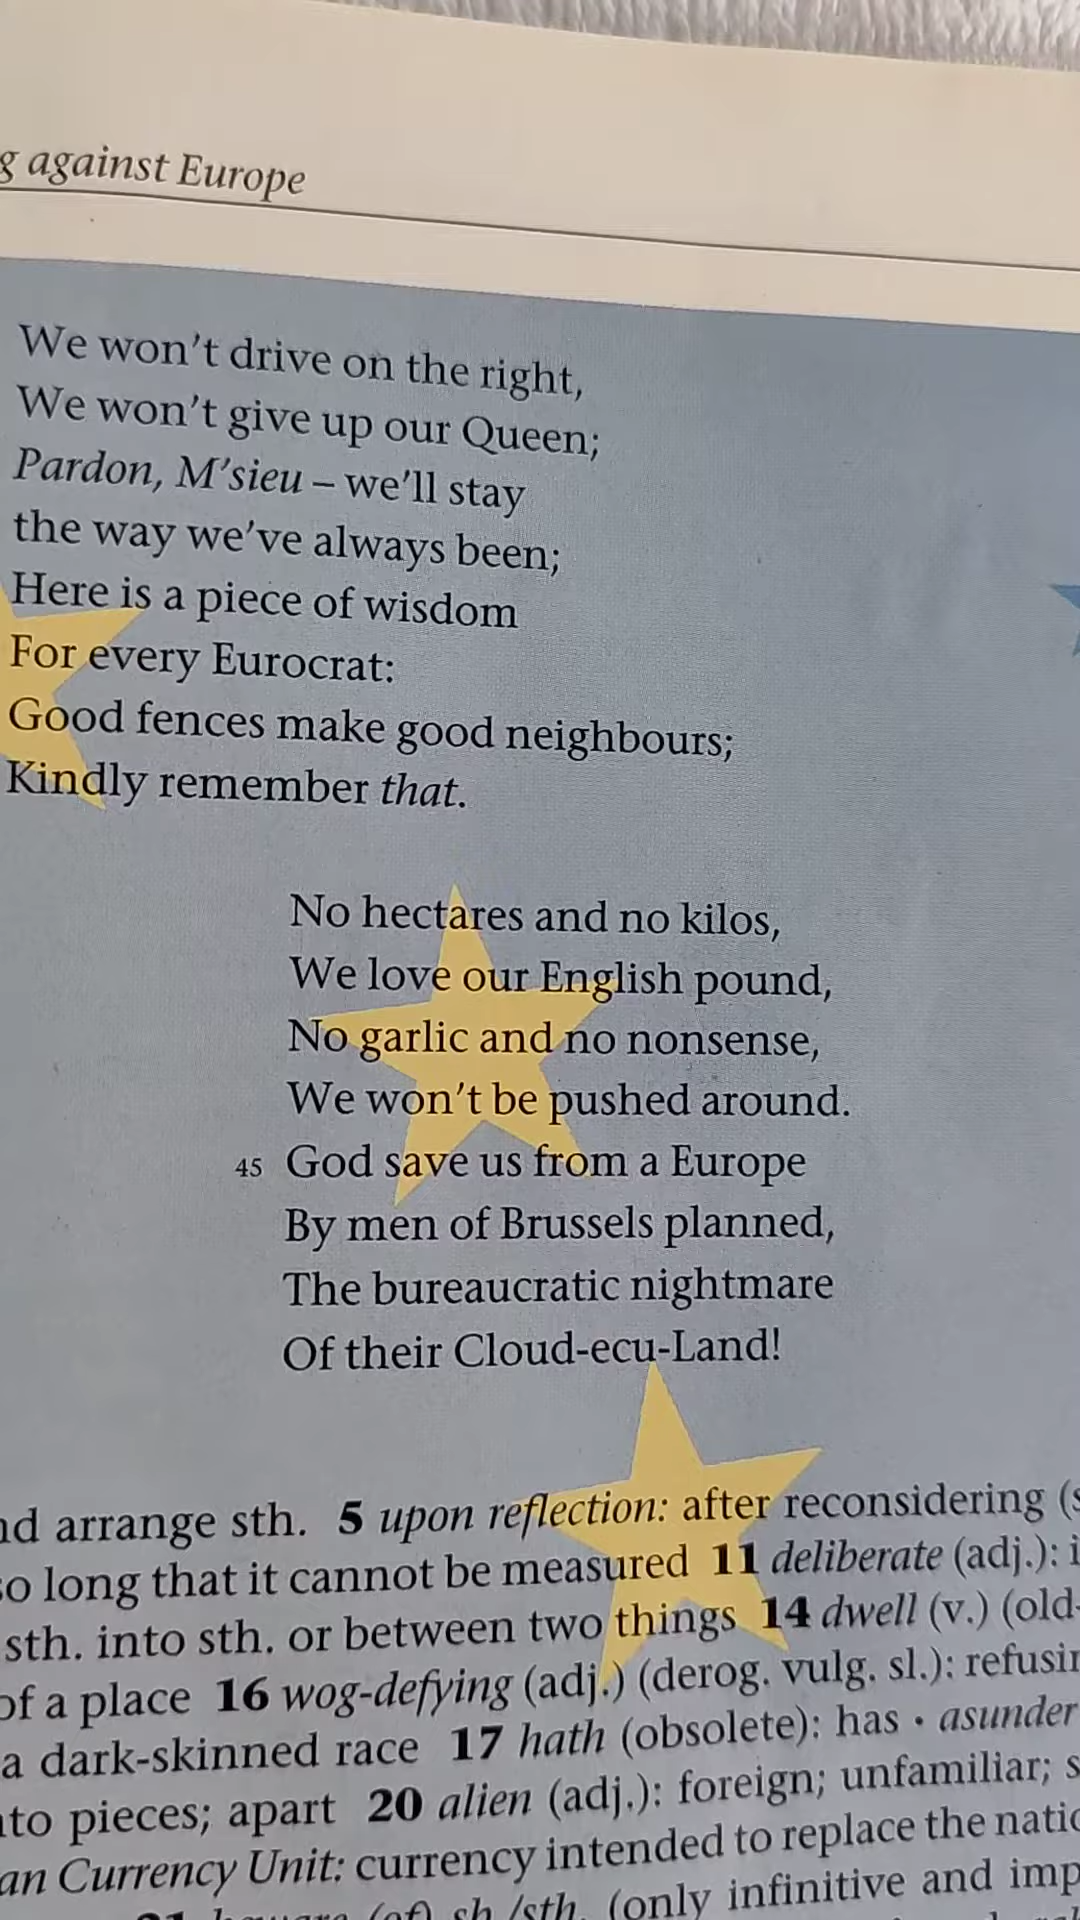 against Europe
We won't drive on the right,
We won't give up our Queen;
Pardon, M'sieu – we'll stay
the way we've always been;
Here is a piece of wisdom
For every Eurocrat:
Good fences make good neighbours;
Kindly remember that.
No hectares and no kilos,
We love our English pound,
No garlic and no nonsense,
We won't be pushed around.
45 God save us from a Europe
By men of Brussels planned,
The bureaucratic nightmare
Of their Cloud-ecu-Land!
arrange sth. 5 upon reflection: after reconsidering
so long that it cannot be measured 11 deliberate (adj.):
sth. into sth. or between two things 14 dwell (v.) (old-
of a place 16 wog-defying (adj.) (derog. vulg. sl.):
a dark-skinned race 17 hath (obsolete): has · asunder
pieces; apart 20 alien (adj.): foreign; unfamiliar;
Currency Unit: currency intended to replace the
sb./sth. (only infinitive and